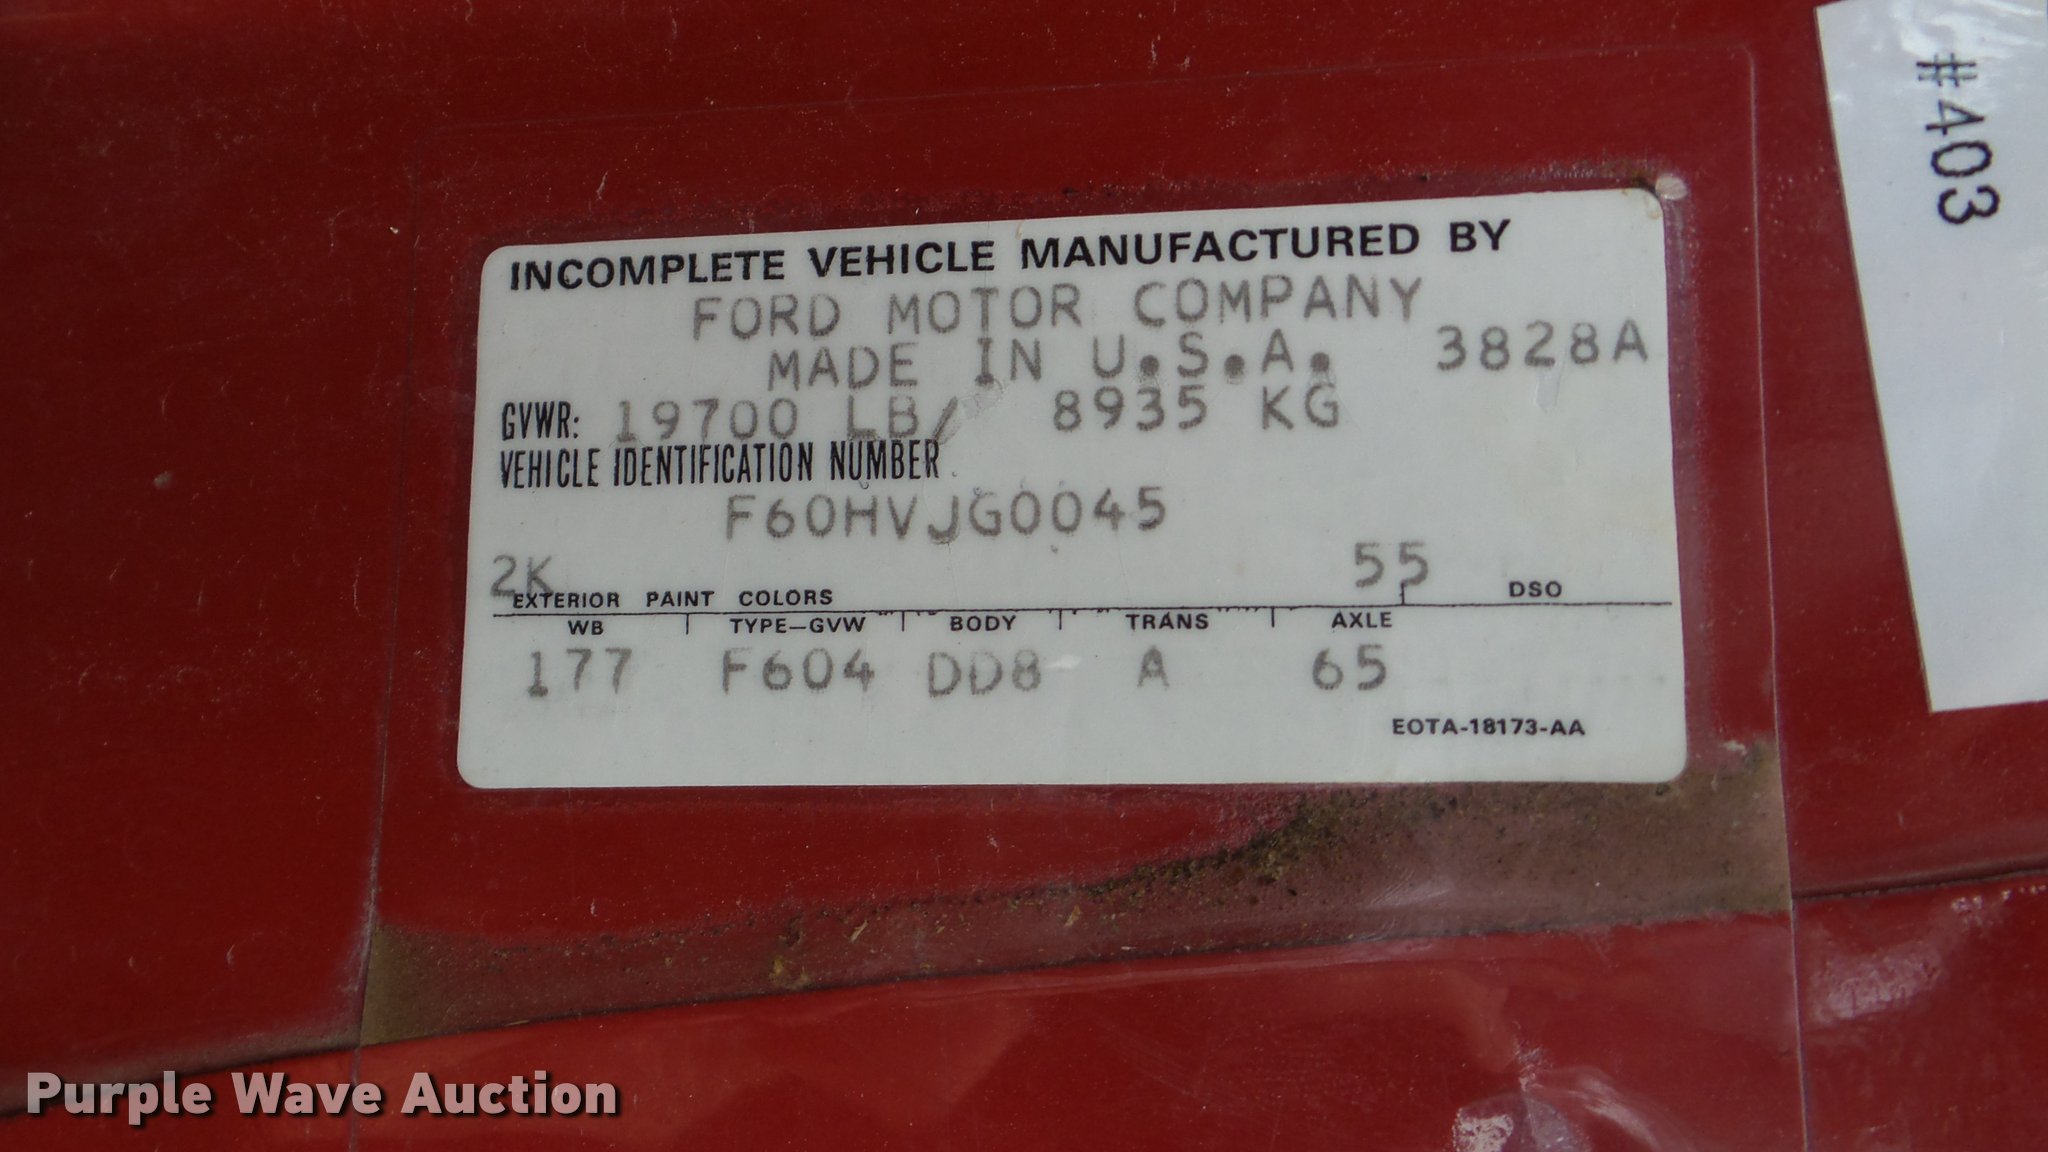 INCOMPLETE VEHICLE MANUFACTURED BY
FORD MOTOR COMPANY
MADE IN U.S.A. 3828A
GVWR: 19700 LB/ 8935 KG
VEHICLE IDENTIFICATION NUMBER
F60HVJG0045
2K 55
EXTERIOR PAINT COLORS DSO
WB TYPE-GVW BODY TRANS AXLE
177 F604 DD8 A 65
EOTA-18173-AA
#403
Purple Wave Auction